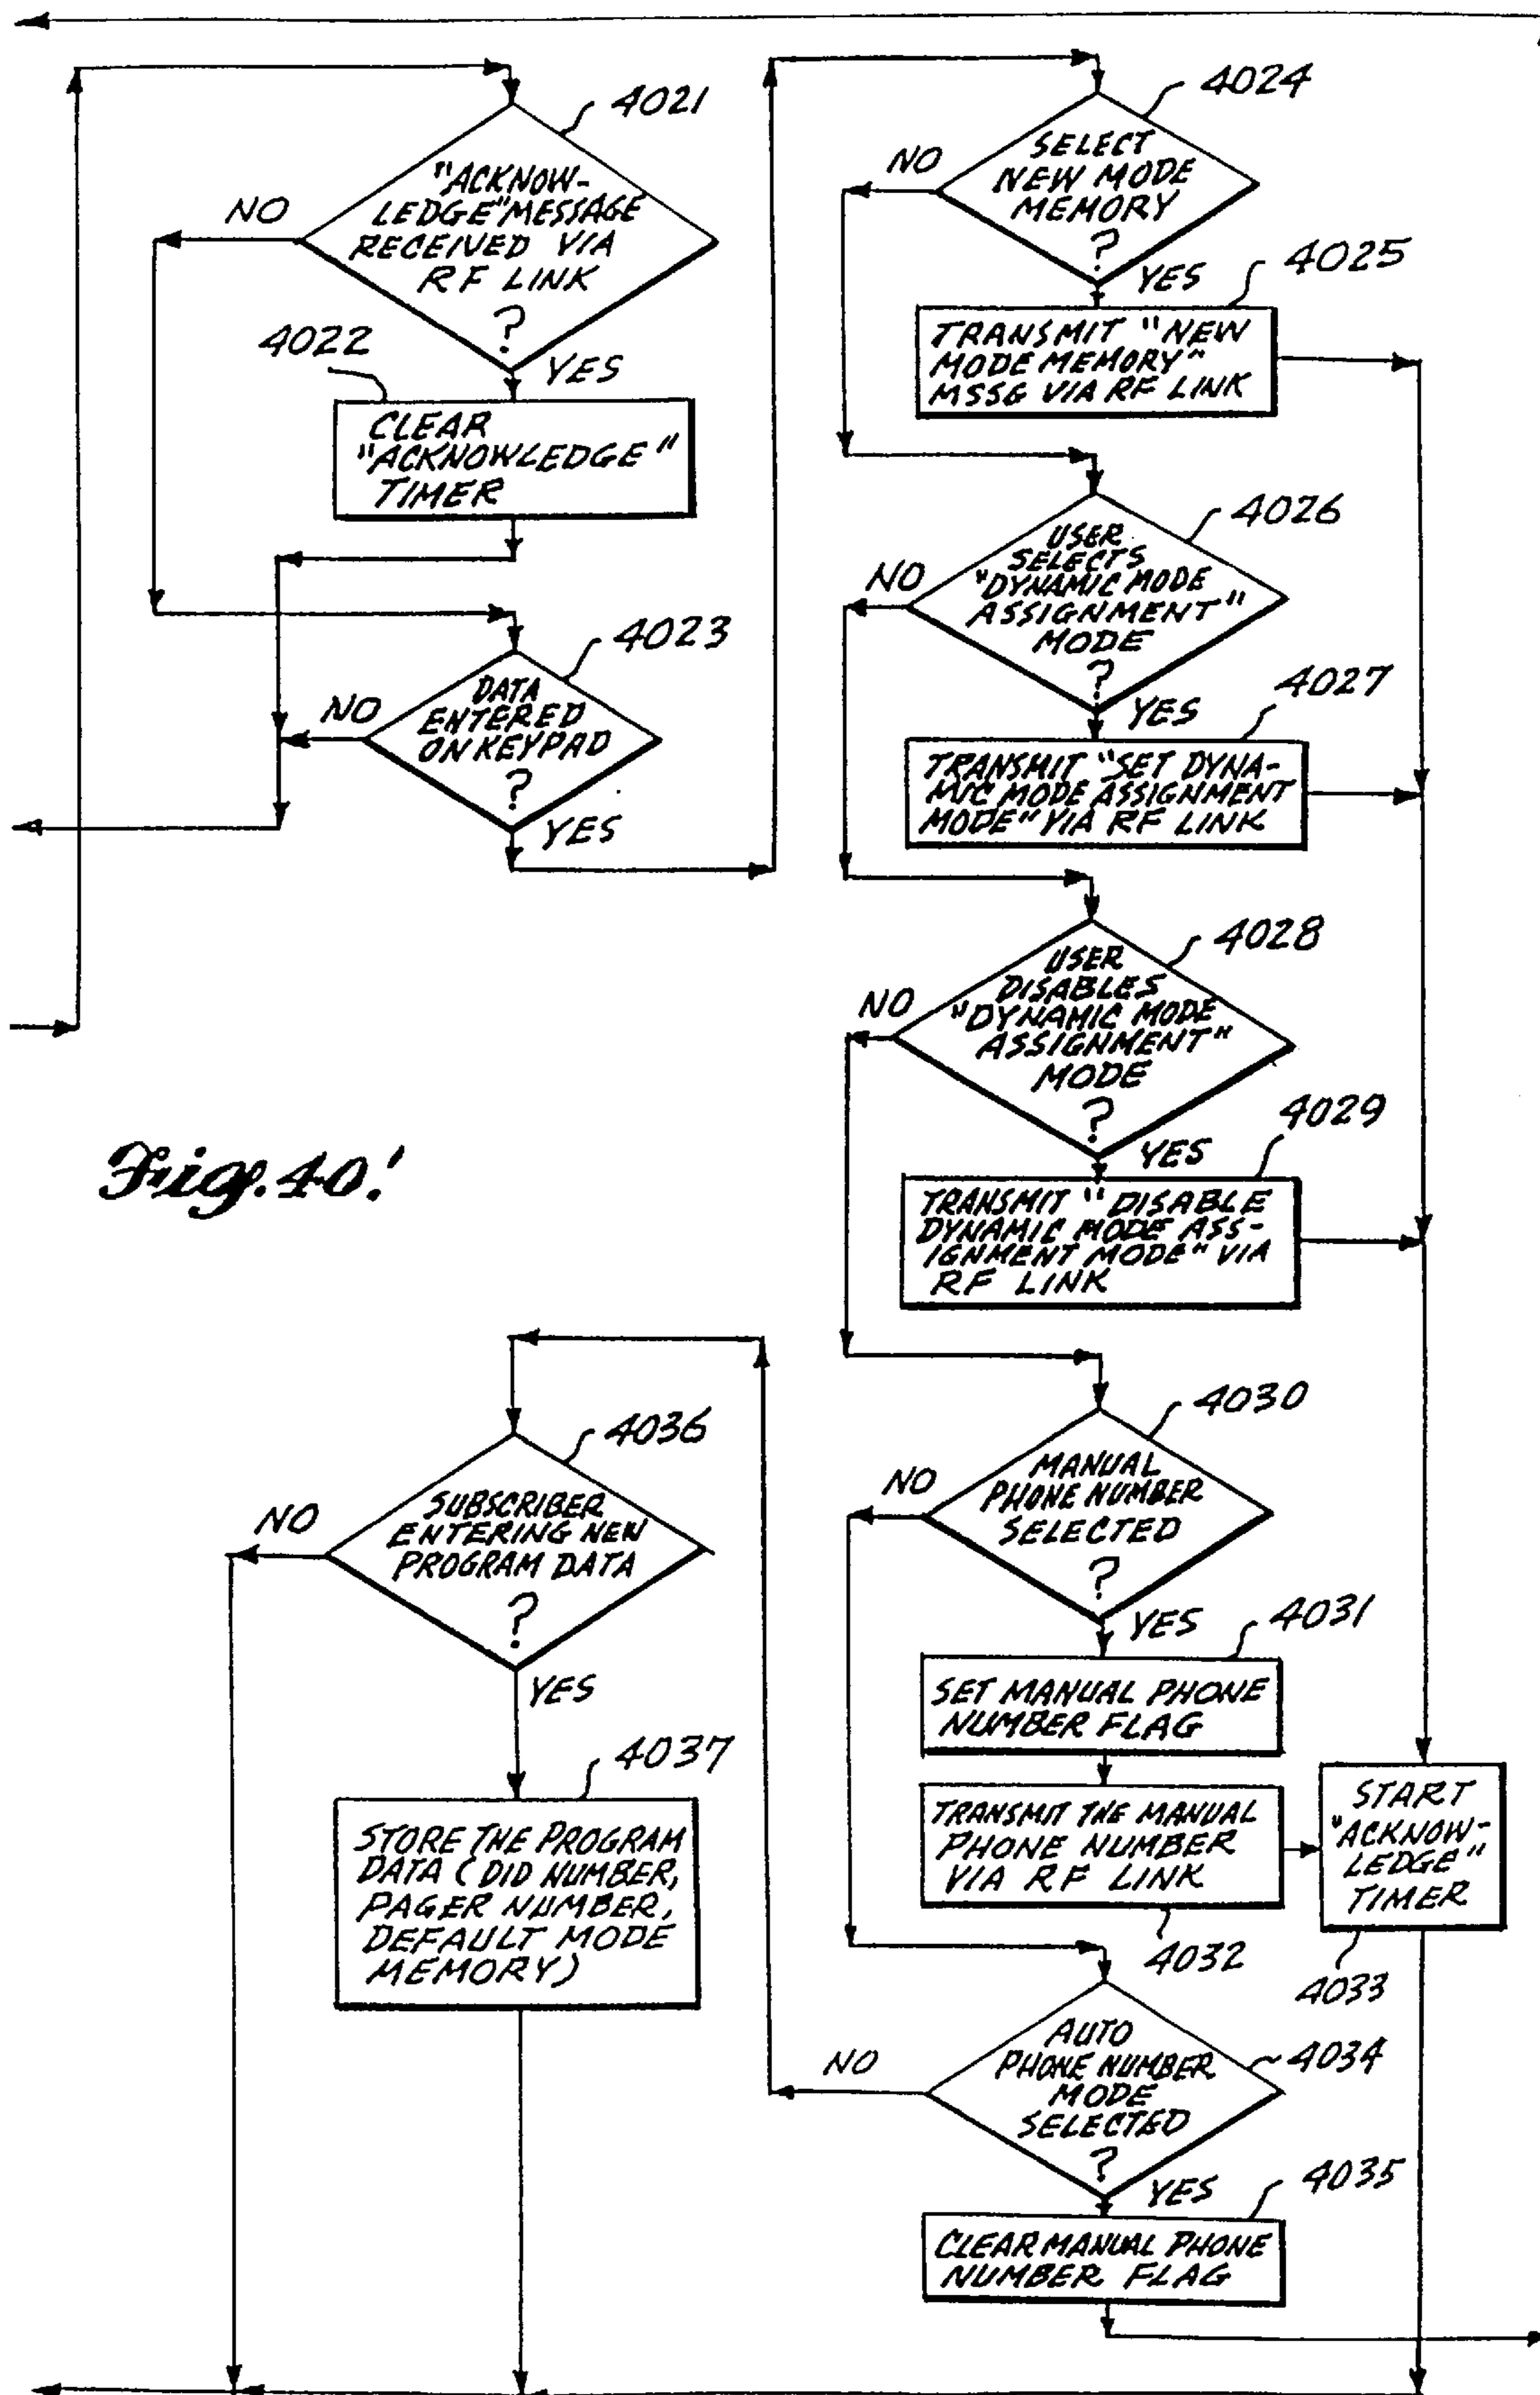 4021
"ACKNOW-
LEDGE" MESSAGE
RECEIVED VIA
RF LINK
?
NO
YES
4022
CLEAR
"ACKNOWLEDGE"
TIMER
4023
DATA
ENTERED
ON KEYPAD
?
NO
YES
4024
SELECT
NEW MODE
MEMORY
?
NO
YES
4025
TRANSMIT "NEW
MODE MEMORY"
MSSG VIA RF LINK
4026
USER
SELECTS
"DYNAMIC MODE
ASSIGNMENT"
MODE
?
NO
YES
4027
TRANSMIT "SET DYNA-
MIC MODE ASSIGNMENT
MODE" VIA RF LINK
4028
USER
DISABLES
"DYNAMIC MODE
ASSIGNMENT"
MODE
?
NO
YES
4029
TRANSMIT "DISABLE
DYNAMIC MODE ASS-
IGNMENT MODE" VIA
RF LINK
Fig. 40!
4030
MANUAL
PHONE NUMBER
SELECTED
?
NO
YES
4031
SET MANUAL PHONE
NUMBER FLAG
TRANSMIT THE MANUAL
PHONE NUMBER
VIA RF LINK
4032
START
"ACKNOW-
LEDGE"
TIMER
4033
AUTO
PHONE NUMBER
MODE
SELECTED
?
4034
NO
YES
4035
CLEAR MANUAL PHONE
NUMBER FLAG
4036
SUBSCRIBER
ENTERING NEW
PROGRAM DATA
?
NO
YES
4037
STORE THE PROGRAM
DATA (DID NUMBER,
PAGER NUMBER,
DEFAULT MODE
MEMORY)